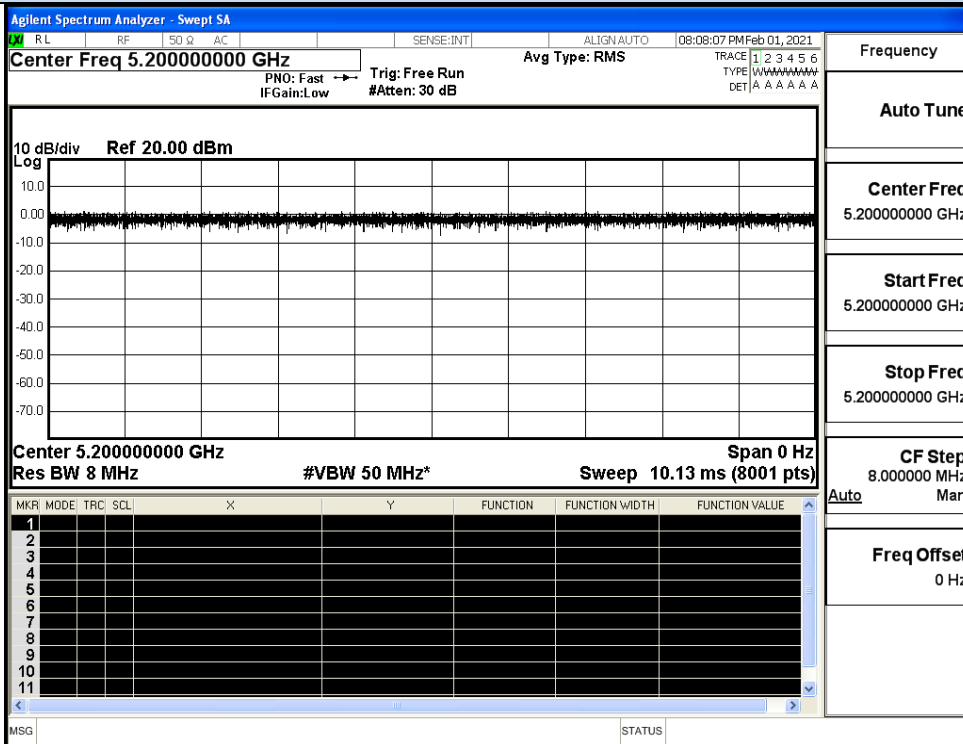 Agilent Spectrum Analyzer - Swept SA
LXI RL RF 50 Ω AC SENSE:INT ALIGN AUTO 08:08:07 PM Feb 01, 2021
Center Freq 5.200000000 GHz
Avg Type: RMS
TRACE 1 2 3 4 5 6
PNO: Fast
Trig: Free Run
TYPE WWWWWW
IFGain:Low
#Atten: 30 dB
DET A A A A A A
10 dB/div Ref 20.00 dBm
Log
10.0
0.00
-10.0
-20.0
-30.0
-40.0
-50.0
-60.0
-70.0
Center 5.200000000 GHz Span 0 Hz
Res BW 8 MHz #VBW 50 MHz* Sweep 10.13 ms (8001 pts)
MKR MODE TRC SCL X Y FUNCTION FUNCTION WIDTH FUNCTION VALUE
1
2
3
4
5
6
7
8
9
10
11
MSG STATUS
Frequency
Auto Tune
Center Freq
5.200000000 GHz
Start Freq
5.200000000 GHz
Stop Freq
5.200000000 GHz
CF Step
8.000000 MHz
Auto Man
Freq Offset
0 Hz